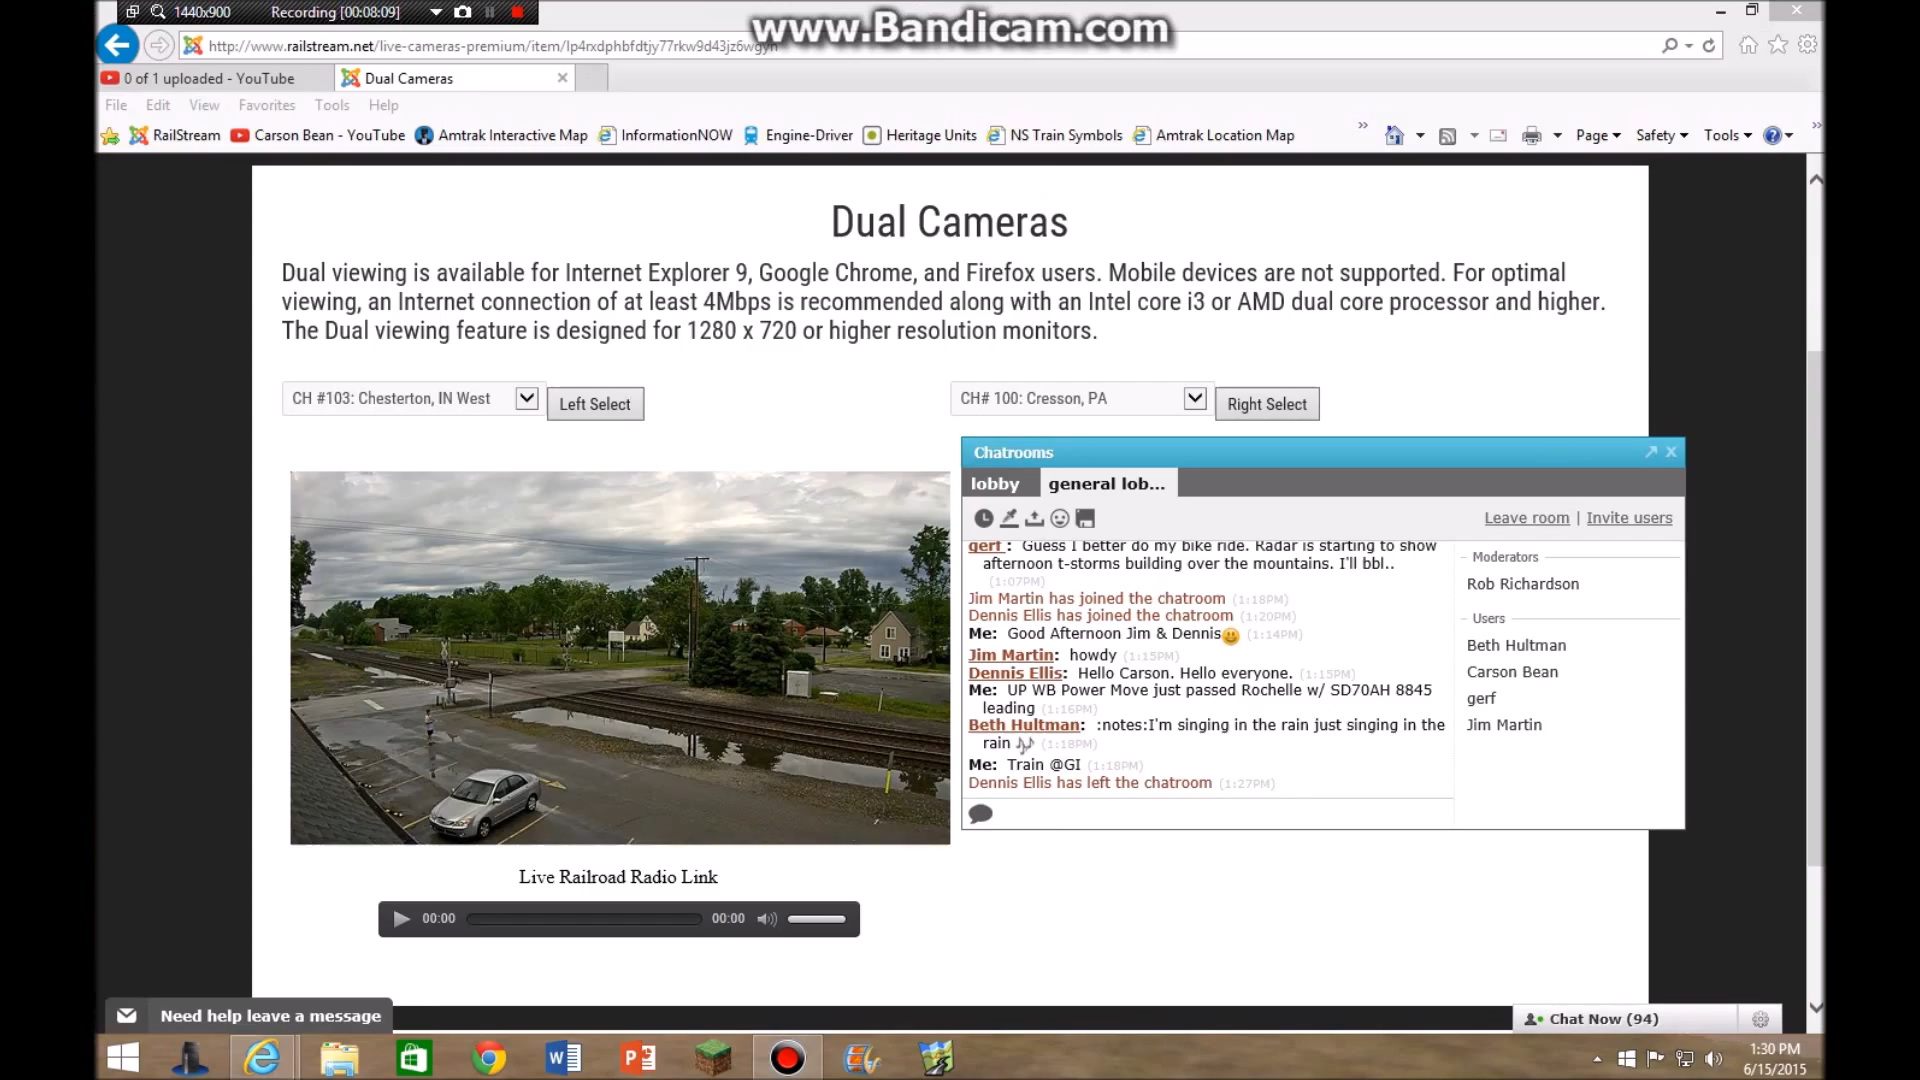 1440x900 Recording [00:08:09]
www.Bandicam.com
http://www.railstream.net/live-cameras-premium/item/lp4rxdphbfdtjy77rkw9d43jz6wgyn
0 of 1 uploaded - YouTube
Dual Cameras
File Edit View Favorites Tools Help
RailStream Carson Bean - YouTube Amtrak Interactive Map InformationNOW Engine-Driver Heritage Units NS Train Symbols Amtrak Location Map Page Safety Tools
Dual Cameras
Dual viewing is available for Internet Explorer 9, Google Chrome, and Firefox users. Mobile devices are not supported. For optimal
viewing, an Internet connection of at least 4Mbps is recommended along with an Intel core i3 or AMD dual core processor and higher.
The Dual viewing feature is designed for 1280 x 720 or higher resolution monitors.
CH #103: Chesterton, IN West Left Select
CH# 100: Cresson, PA Right Select
Chatrooms
lobby general lob...
Leave room | Invite users
gerf : Guess I better do my bike ride. Radar is starting to show
afternoon t-storms building over the mountains. I'll bbl..
(1:07PM)
Jim Martin has joined the chatroom (1:18PM)
Dennis Ellis has joined the chatroom (1:20PM)
Me: Good Afternoon Jim & Dennis (1:14PM)
Jim Martin: howdy (1:15PM)
Dennis Ellis: Hello Carson. Hello everyone. (1:15PM)
Me: UP WB Power Move just passed Rochelle w/ SD70AH 8845
leading (1:16PM)
Beth Hultman: :notes:I'm singing in the rain just singing in the
rain 🎶 (1:18PM)
Me: Train @GI (1:18PM)
Dennis Ellis has left the chatroom (1:27PM)
Moderators
Rob Richardson
Users
Beth Hultman
Carson Bean
gerf
Jim Martin
Live Railroad Radio Link
00:00 00:00
Need help leave a message
Chat Now (94)
1:30 PM
6/15/2015